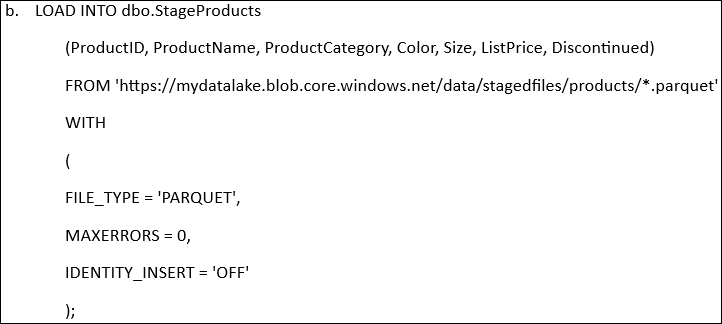 b. LOAD INTO dbo.StageProducts
(ProductID, ProductName, ProductCategory, Color, Size, ListPrice, Discontinued)
FROM 'https://mydatalake.blob.core.windows.net/data/stagedfiles/products/*.parquet'
WITH
(
FILE_TYPE = 'PARQUET',
MAXERRORS = 0,
IDENTITY_INSERT = 'OFF'
);